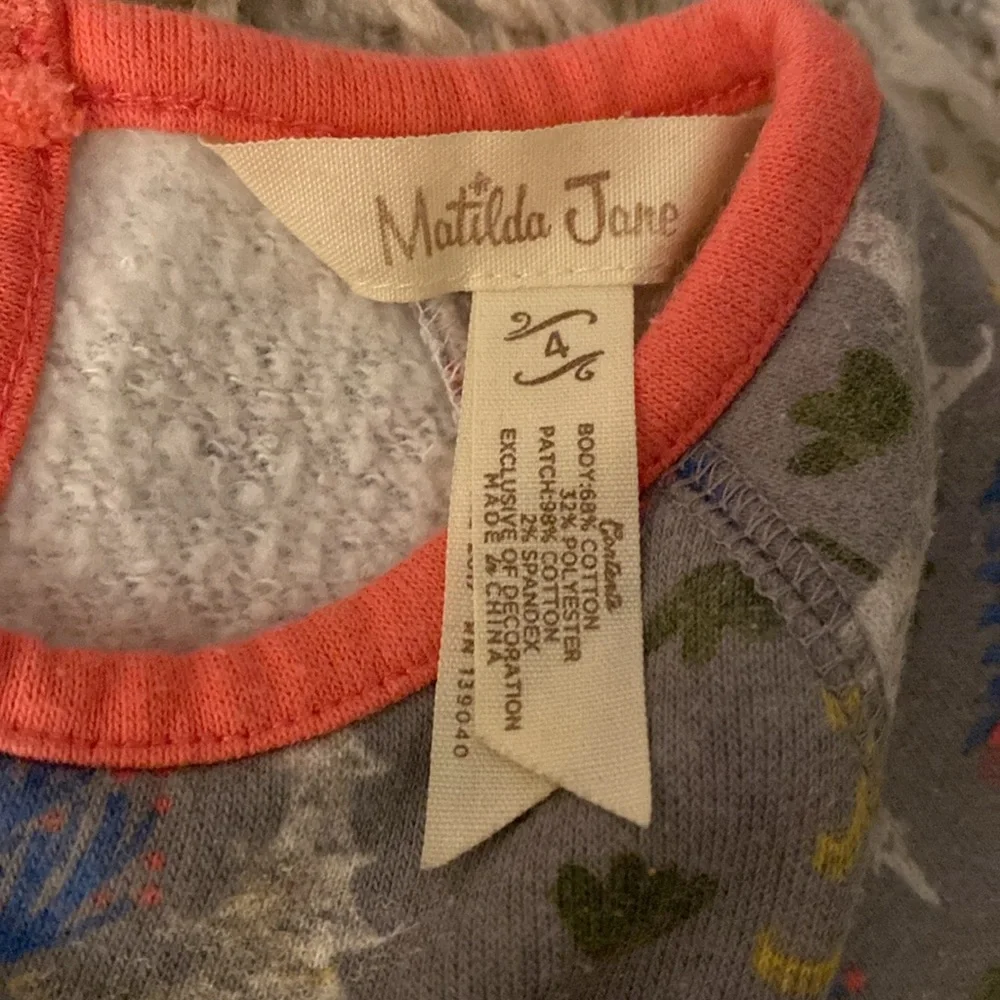 Matilda Jane
4
Contents
BODY:68% COTTON
32% POLYESTER
PATCH:98% COTTON
2% SPANDEX
EXCLUSIVE OF DECORATION
MADE in CHINA
RN 139040